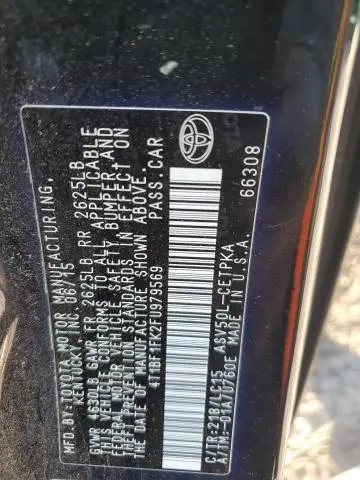 MFD.BY:TOYOTA MOTOR MANUFACTURING,
KENTUCKY, INC. 06/15
GVWR 4630LB GAWR FR 2625LB RR 2625LB
THIS VEHICLE CONFORMS TO ALL APPLICABLE
FEDERAL MOTOR VEHICLE SAFETY, BUMPER, AND
THEFT PREVENTION STANDARDS IN EFFECT ON
THE DATE OF MANUFACTURE SHOWN ABOVE.
4T1BF1FK2FU979569 PASS.CAR
TOYOTA
C/TR:218/LC15 ASV50L-CETPKA
A/TM:-01A/U760E MADE IN U.S.A.
66308